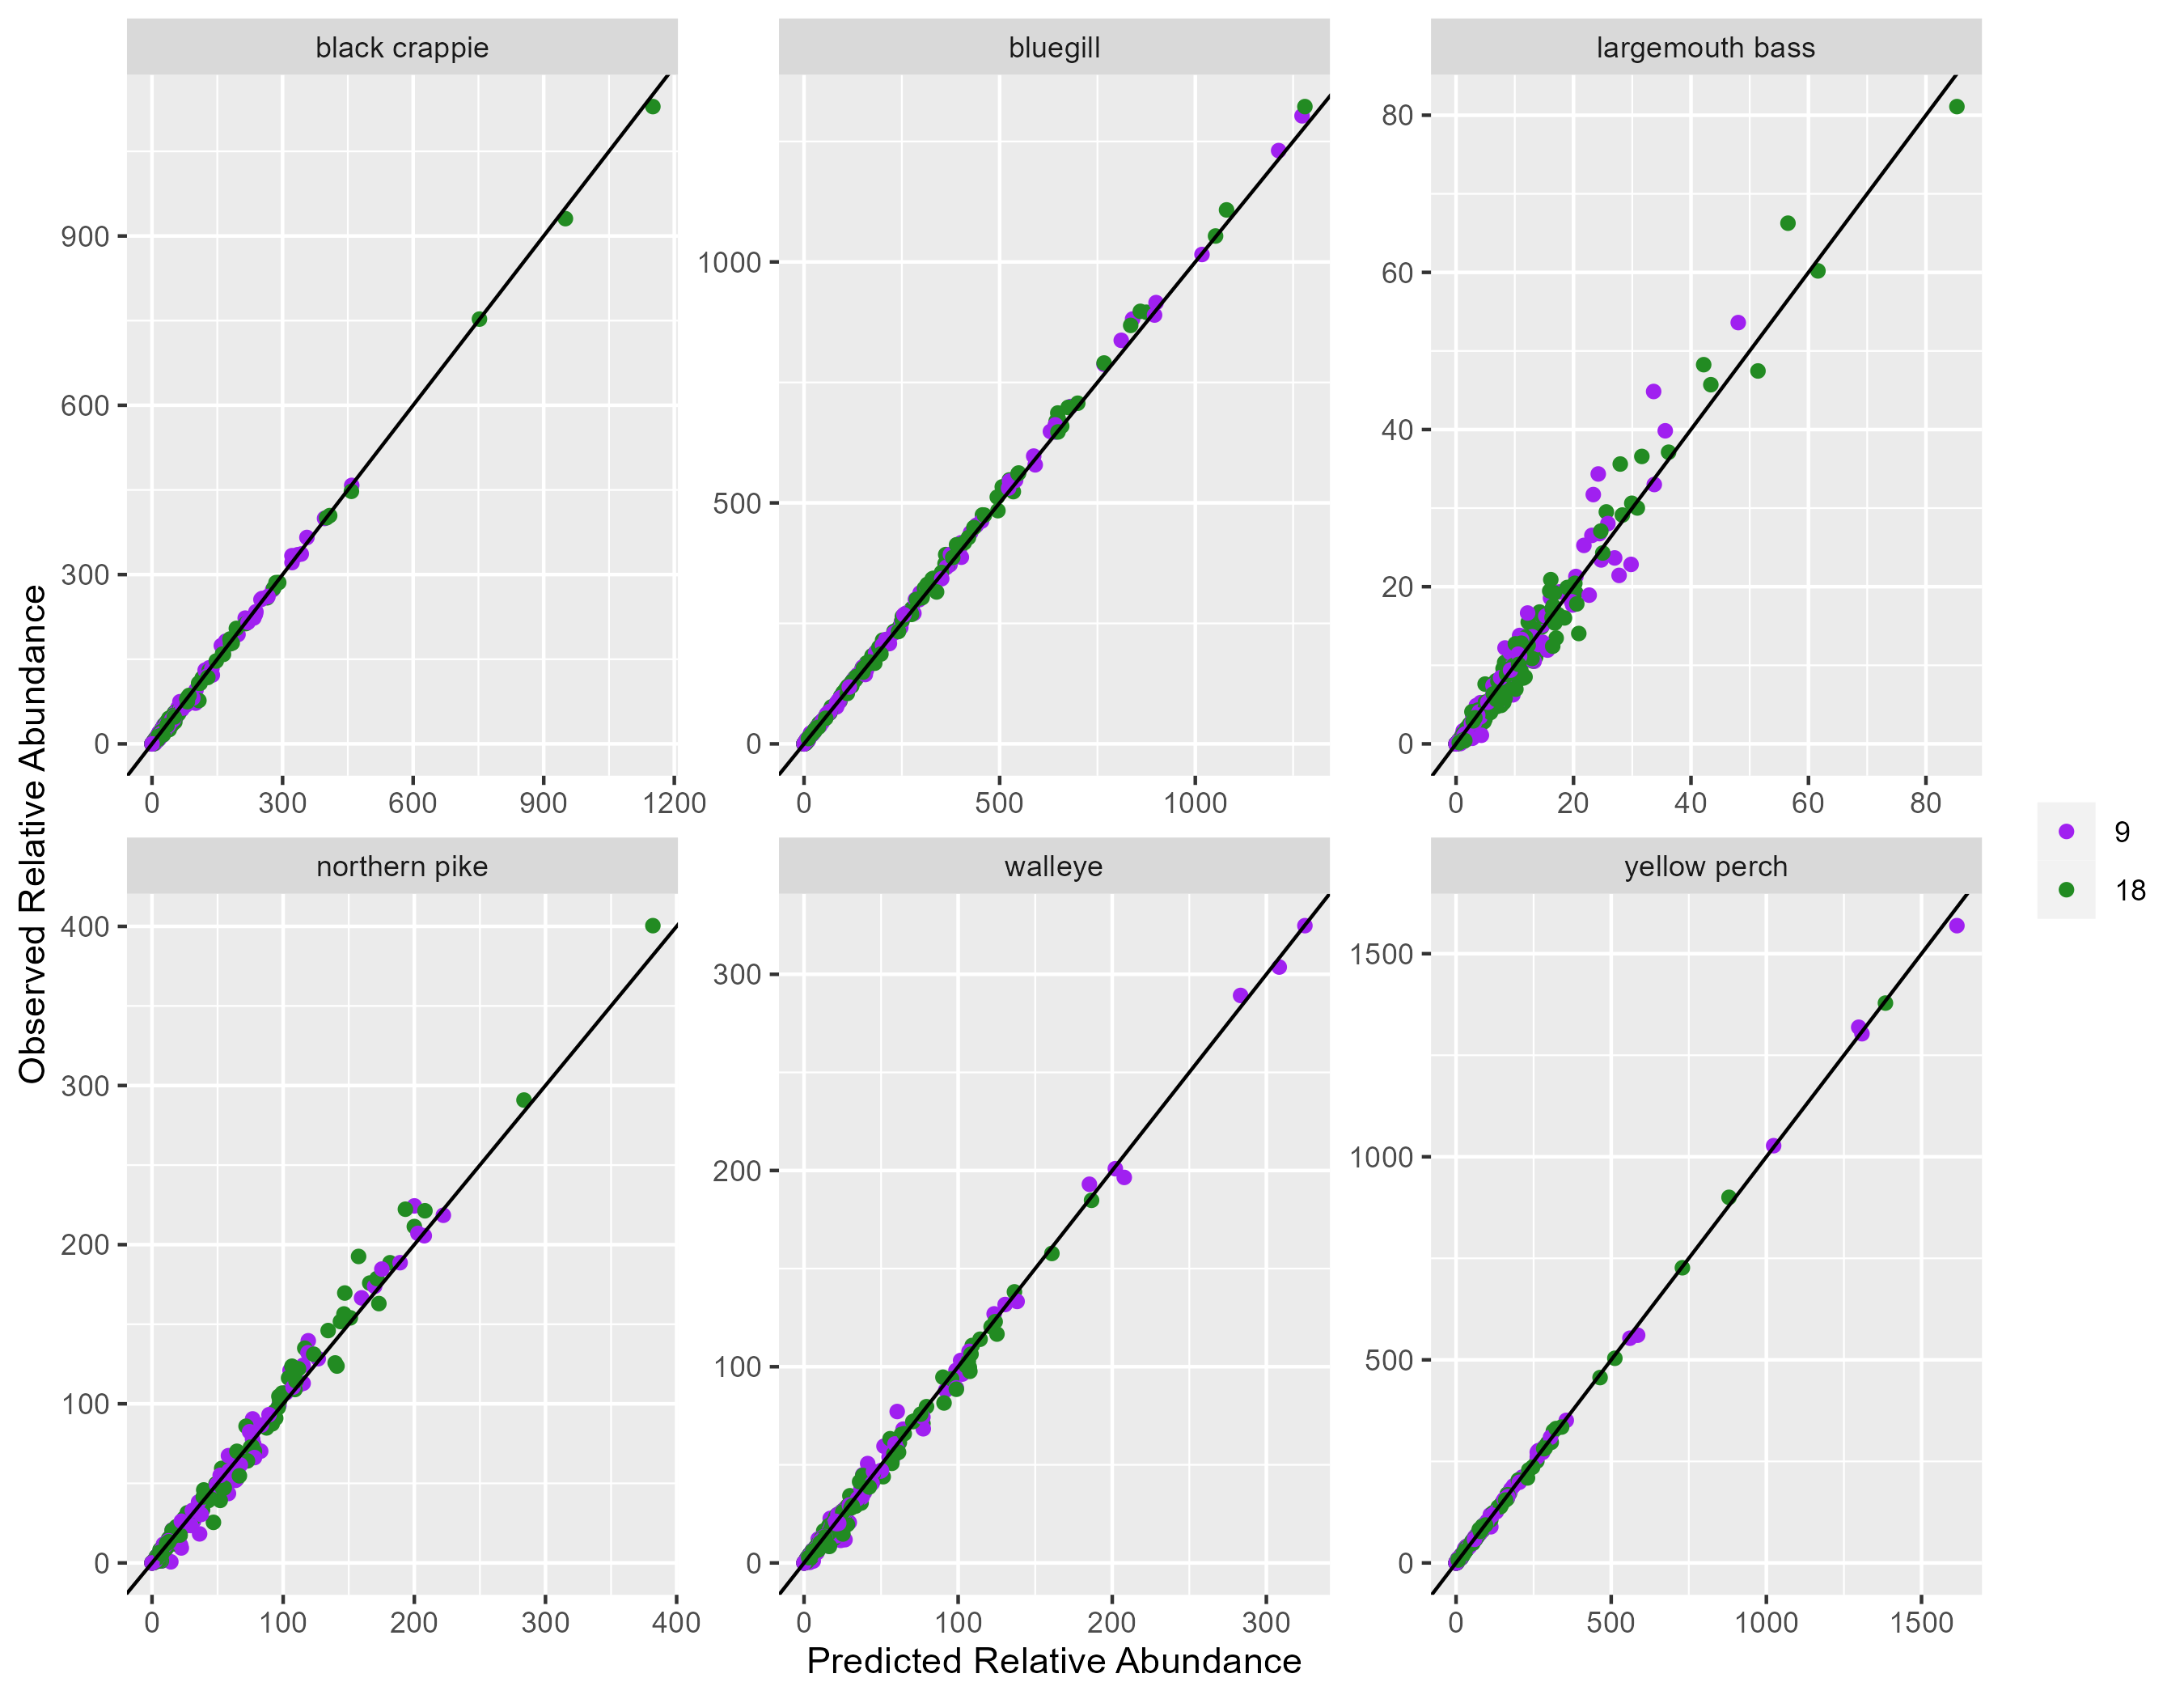 black crappie
bluegill
largemouth bass
900
600
300
0
0 300 600 900 1200
1000
500
0
0 500 1000
80
60
40
20
0
0 20 40 60 80
northern pike
walleye
yellow perch
400
300
200
100
0
0 100 200 300 400
300
200
100
0
0 100 200 300
1500
1000
500
0
0 500 1000 1500
Observed Relative Abundance
Predicted Relative Abundance
9
18